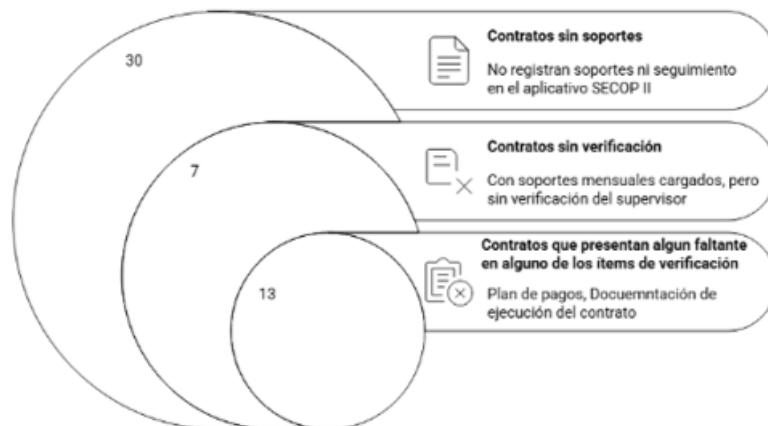 30
Contratos sin soportes
No registran soportes ni seguimiento
en el aplicativo SECOP II
7
Contratos sin verificación
Con soportes mensuales cargados, pero
sin verificación del supervisor
13
Contratos que presentan algun faltante
en alguno de los ítems de verificación
Plan de pagos, Docuemntación de
ejecución del contrato